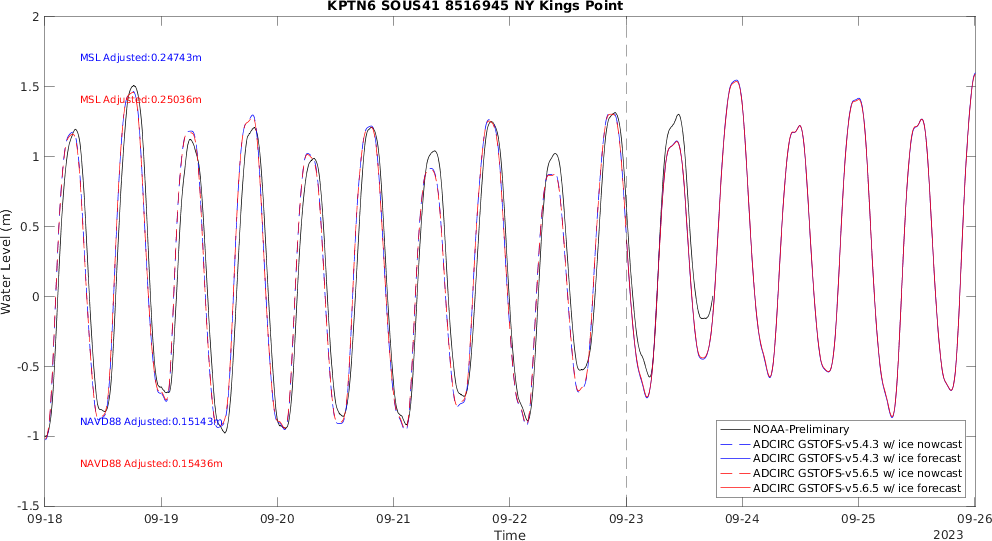 KPTN6 SOUS41 8516945 NY Kings Point
Water Level (m)
2
1.5
1
0.5
0
-0.5
-1
-1.5
MSL Adjusted:0.24743m
MSL Adjusted:0.25036m
NAVD88 Adjusted:0.15143m
NAVD88 Adjusted:0.15436m
NOAA-Preliminary
ADCIRC GSTOFS-v5.4.3 w/ ice nowcast
ADCIRC GSTOFS-v5.4.3 w/ ice forecast
ADCIRC GSTOFS-v5.6.5 w/ ice nowcast
ADCIRC GSTOFS-v5.6.5 w/ ice forecast
09-18 09-19 09-20 09-21 09-22 09-23 09-24 09-25 09-26
Time
2023